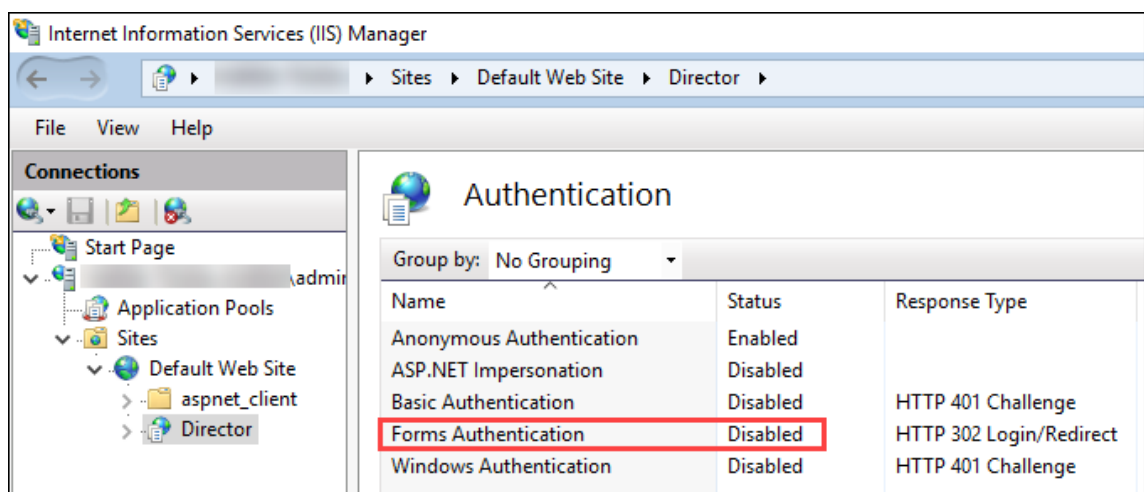 Internet Information Services (IIS) Manager
Sites Default Web Site Director
File View Help
Connections
Start Page
\admin
Application Pools
Sites
Default Web Site
aspnet_client
Director
Authentication
Group by: No Grouping
Name Status Response Type
Anonymous Authentication Enabled
ASP.NET Impersonation Disabled
Basic Authentication Disabled HTTP 401 Challenge
Forms Authentication Disabled HTTP 302 Login/Redirect
Windows Authentication Disabled HTTP 401 Challenge